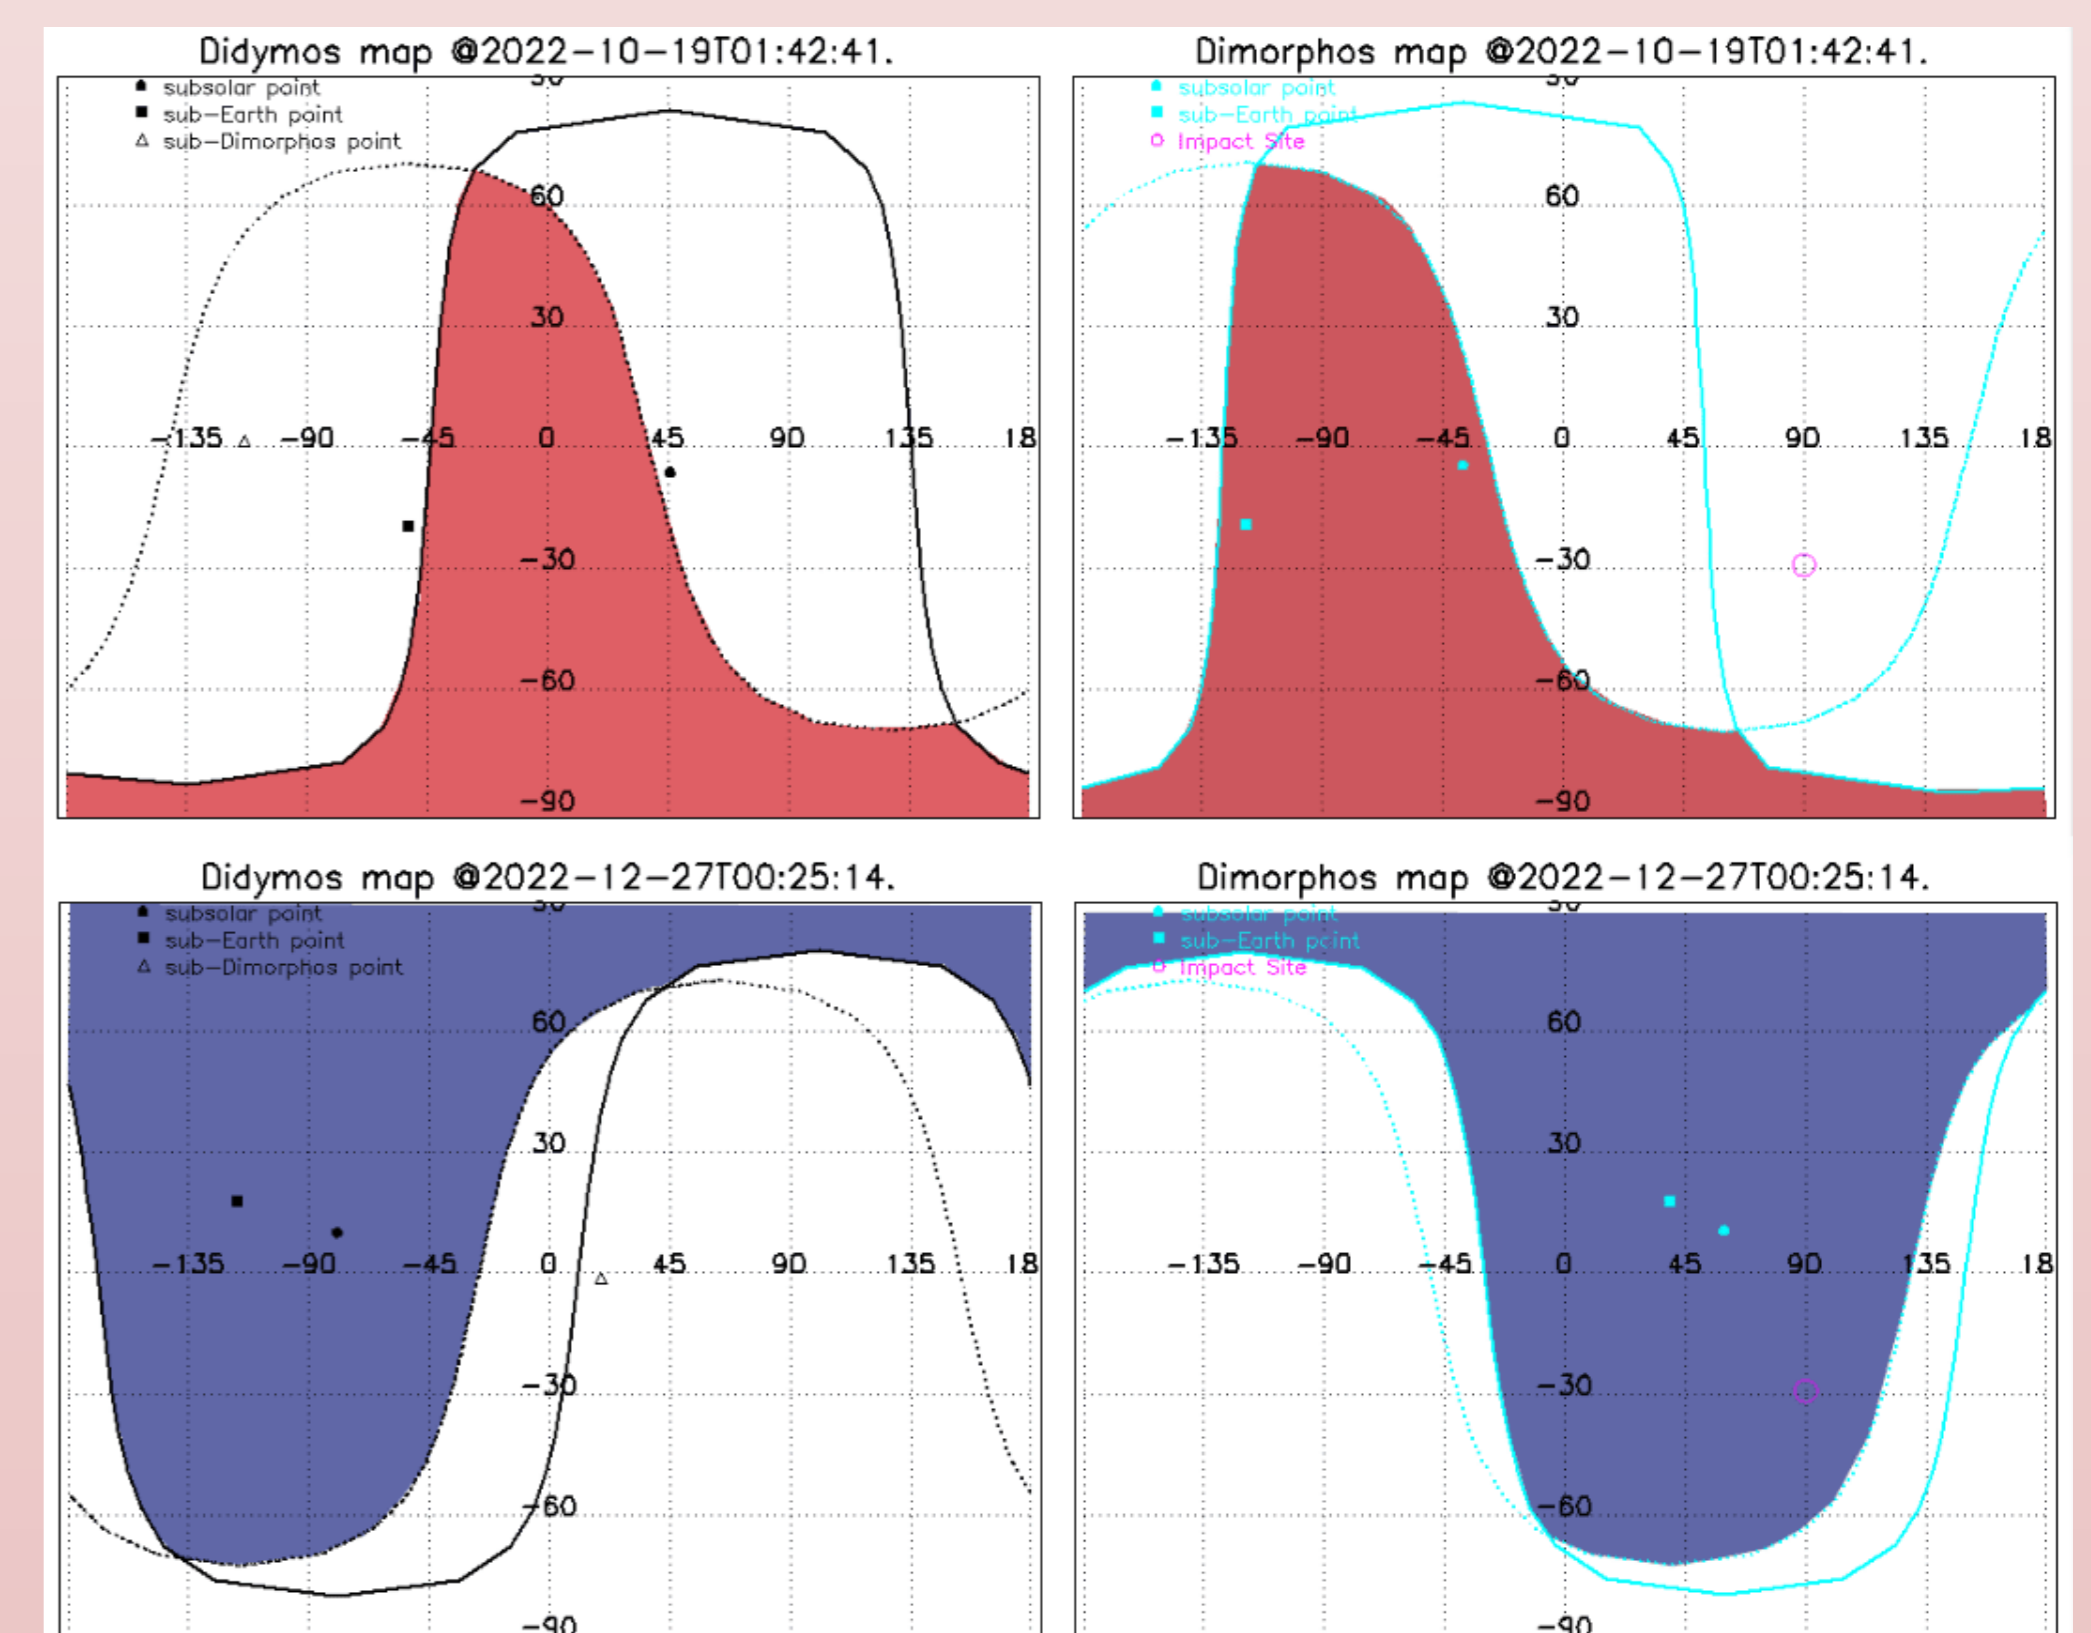 Didymos map @2022-10-19T01:42:41.
subsolar point
sub-Earth point
sub-Dimorphos point
60
30
-135 -90 -45 0 45 90 135 18
-30
-60
-90
Dimorphos map @2022-10-19T01:42:41.
subsolar point
sub-Earth point
Impact Site
60
30
-135 -90 -45 0 45 90 135 18
-30
-60
-90
Didymos map @2022-12-27T00:25:14.
subsolar point
sub-Earth point
sub-Dimorphos point
60
30
-135 -90 -45 0 45 90 135 18
-30
-60
-90
Dimorphos map @2022-12-27T00:25:14.
subsolar point
sub-Earth point
Impact Site
60
30
-135 -90 -45 0 45 90 135 18
-30
-60
-90